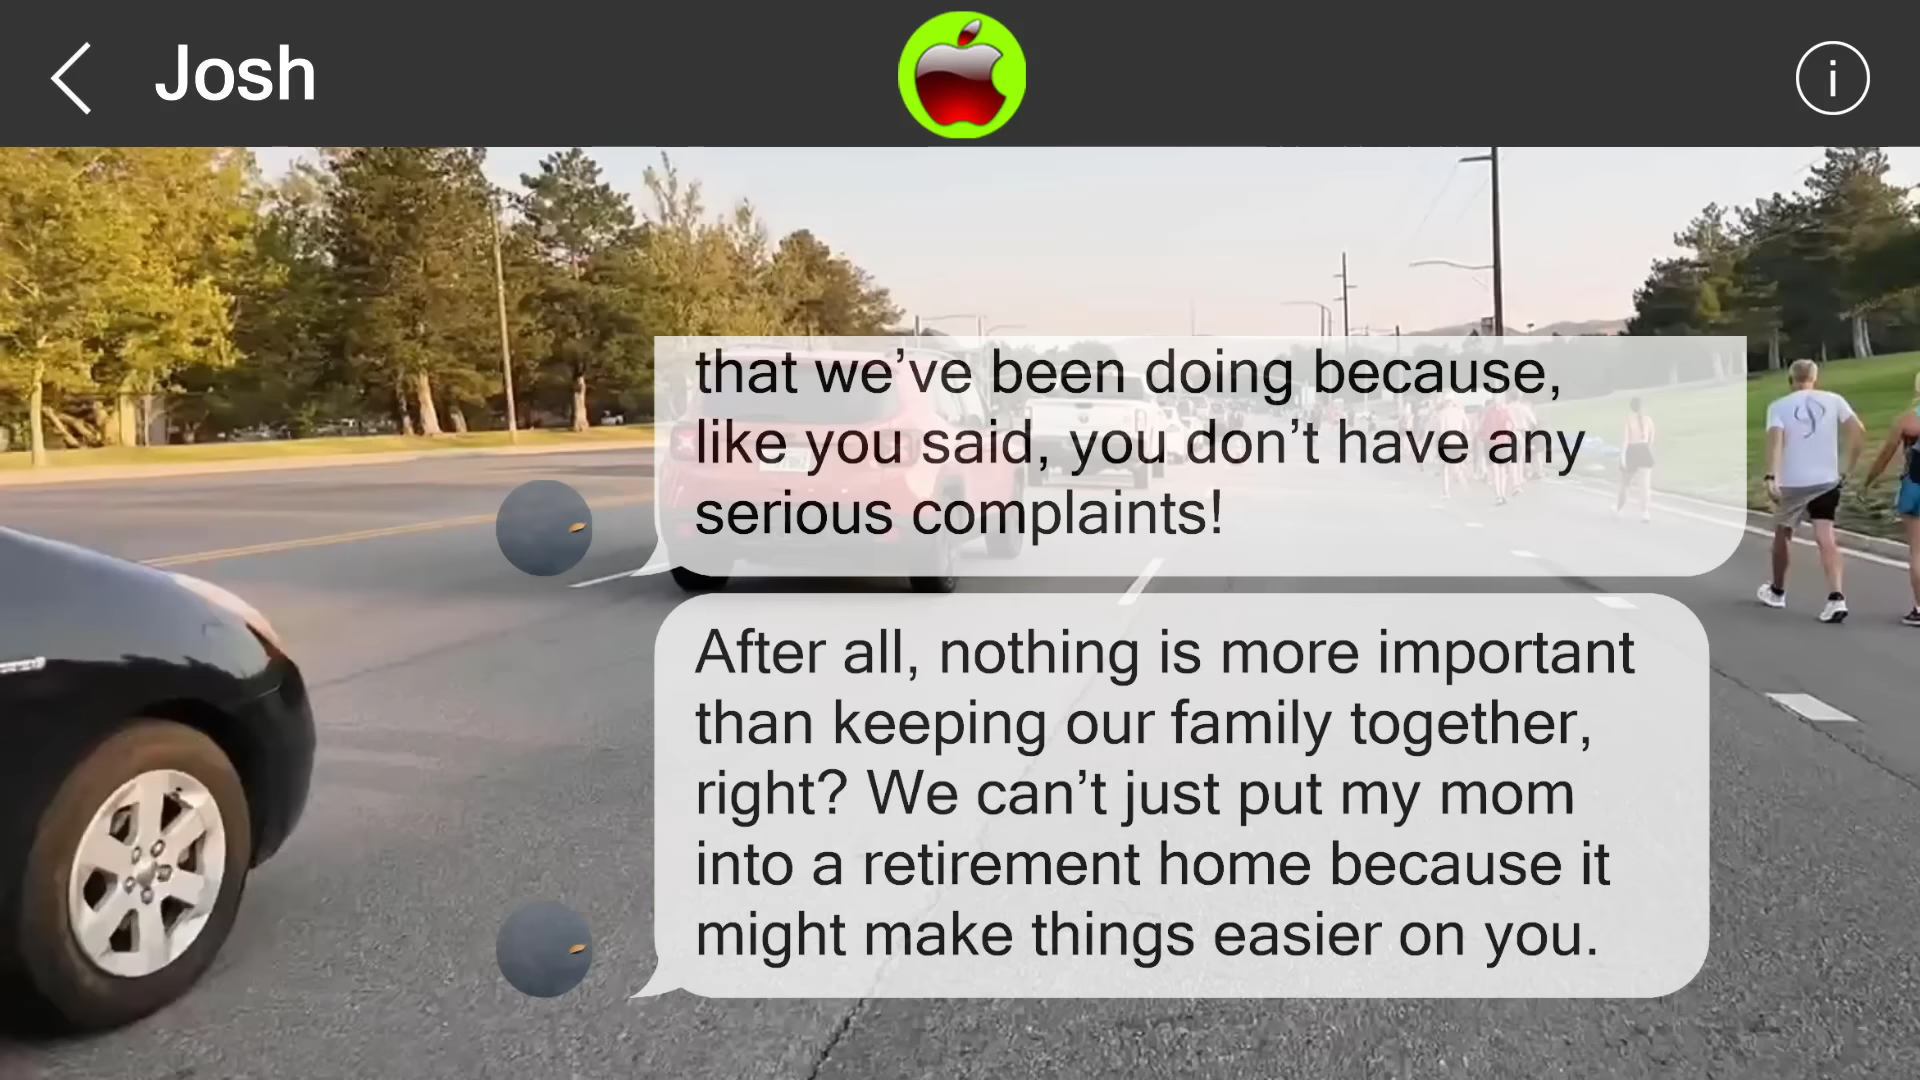 Josh
that we’ve been doing because,
like you said, you don’t have any
serious complaints!
After all, nothing is more important
than keeping our family together,
right? We can’t just put my mom
into a retirement home because it
might make things easier on you.